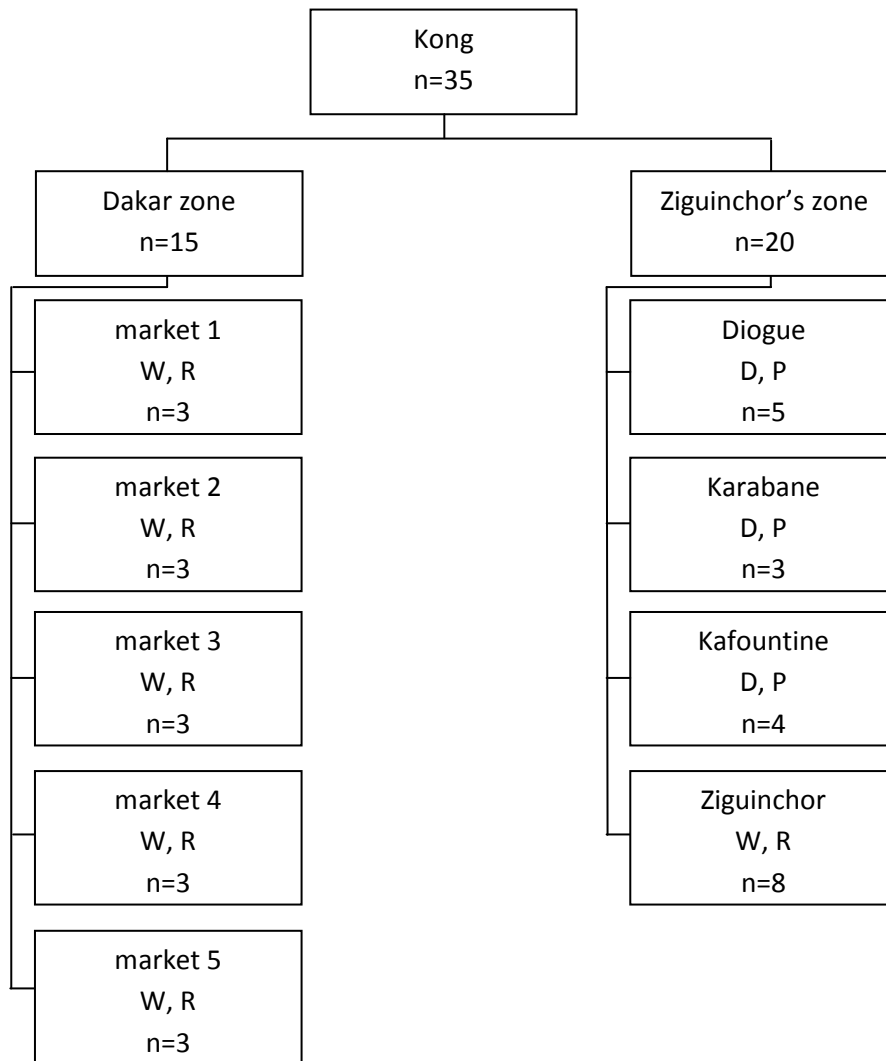 Kong
n=35
Dakar zone
n=15
market 1
W, R
n=3
market 2
W, R
n=3
market 3
W, R
n=3
market 4
W, R
n=3
market 5
W, R
n=3
Ziguinchor’s zone
n=20
Diogue
D, P
n=5
Karabane
D, P
n=3
Kafountine
D, P
n=4
Ziguinchor
W, R
n=8